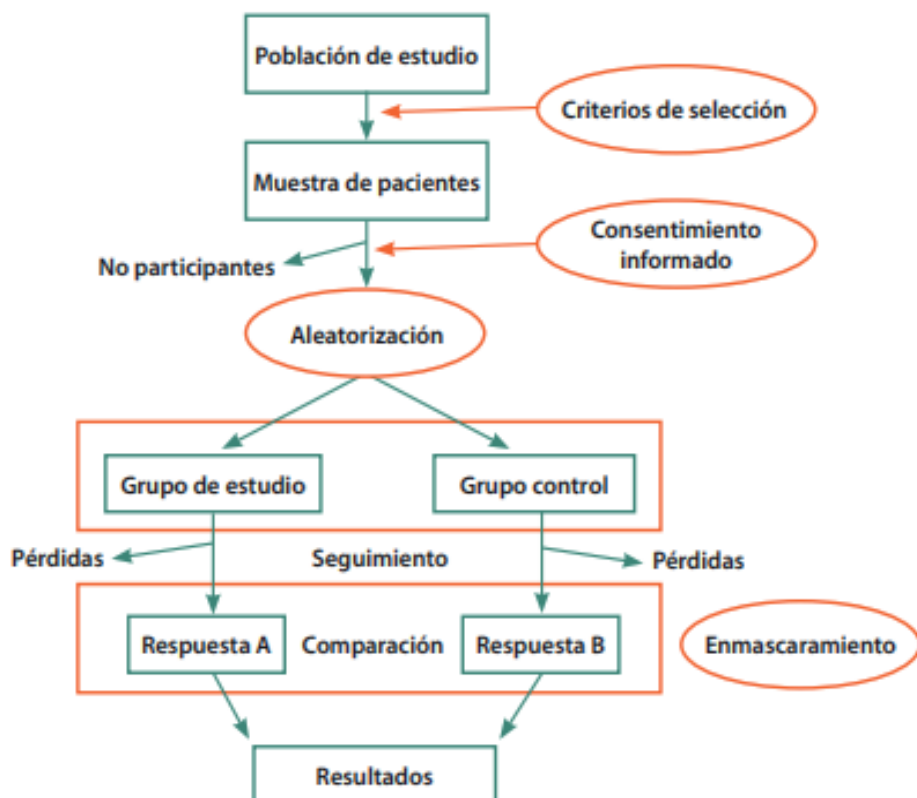 Población de estudio
Criterios de selección
Muestra de pacientes
Consentimiento
informado
No participantes
Aleatorización
Grupo de estudio
Grupo control
Pérdidas
Seguimiento
Pérdidas
Respuesta A
Comparación
Respuesta B
Enmascaramiento
Resultados